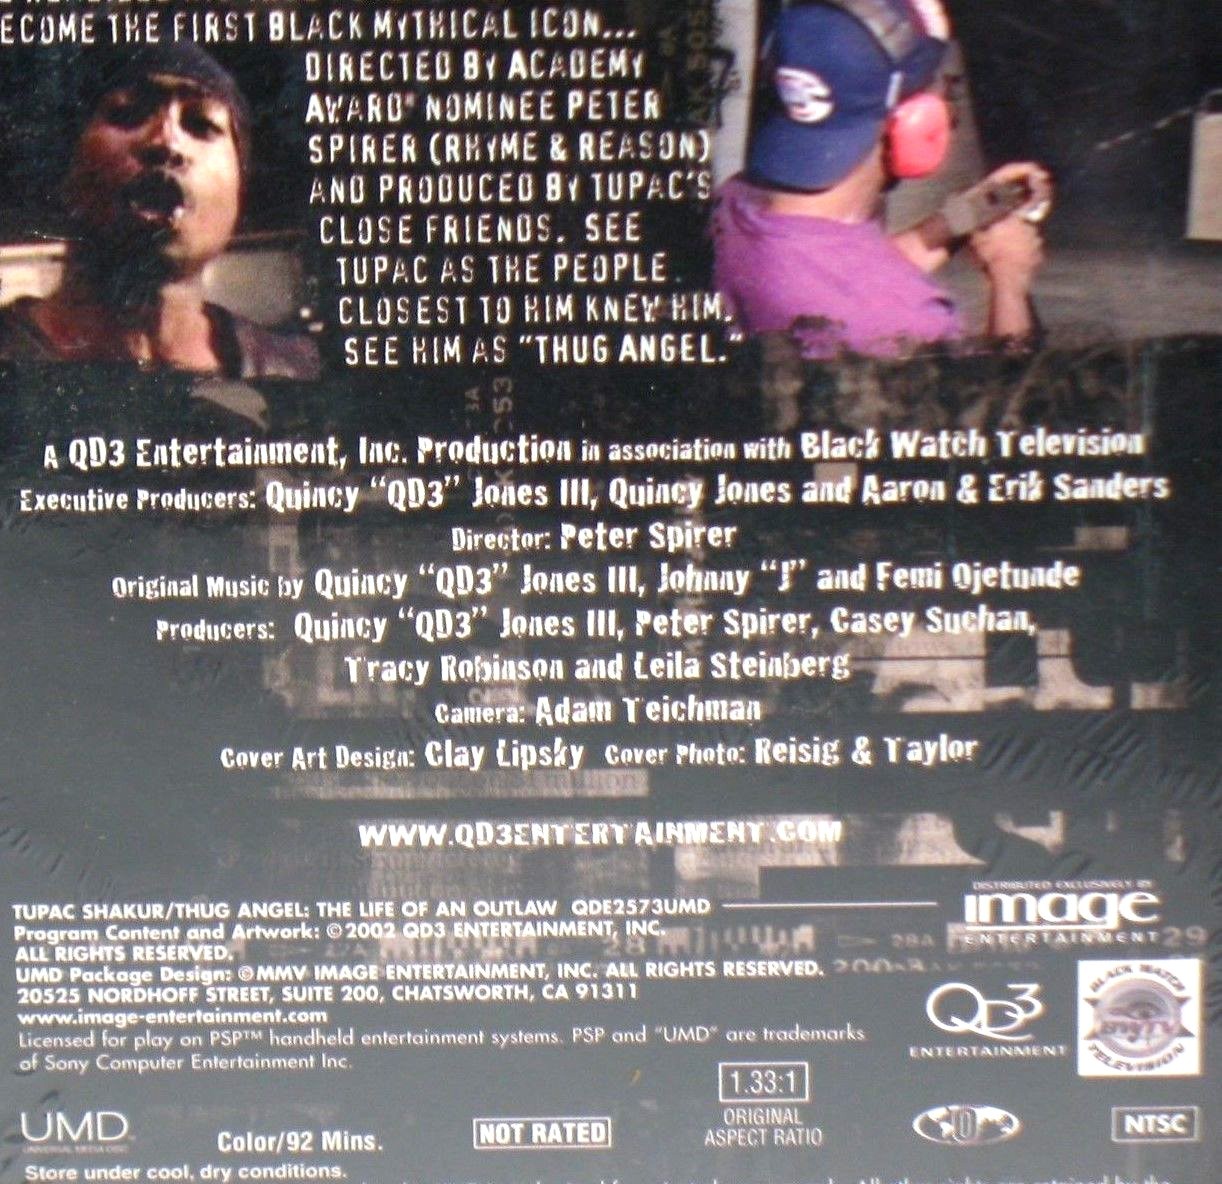 ECOME THE FIRST BLACK MYTHICAL ICON...
DIRECTED BY ACADEMY
AWARD® NOMINEE PETER
SPIRER (RHYME & REASON)
AND PRODUCED BY TUPAC'S
CLOSE FRIENDS. SEE
TUPAC AS THE PEOPLE
CLOSEST TO HIM KNEW HIM.
SEE HIM AS "THUG ANGEL."
A QD3 Entertainment, Inc. Production in association with Black Watch Television
Executive Producers: Quincy "QD3" Jones III, Quincy Jones and Aaron & Erik Sanders
Director: Peter Spirer
Original Music by Quincy "QD3" Jones III, Johnny "J" and Femi Ojetunde
Producers: Quincy "QD3" Jones III, Peter Spirer, Casey Suchan,
Tracy Robinson and Leila Steinberg
Camera: Adam Teichman
Cover Art Design: Clay Lipsky Cover Photo: Reisig & Taylor
WWW.QD3ENTERTAINMENT.COM
TUPAC SHAKUR/THUG ANGEL: THE LIFE OF AN OUTLAW QDE2573UMD
Program Content and Artwork: ©2002 QD3 ENTERTAINMENT, INC.
ALL RIGHTS RESERVED.
UMD Package Design: ©MMV IMAGE ENTERTAINMENT, INC. ALL RIGHTS RESERVED.
20525 NORDHOFF STREET, SUITE 200, CHATSWORTH, CA 91311
www.image-entertainment.com
Licensed for play on PSP™ handheld entertainment systems. PSP and "UMD" are trademarks
of Sony Computer Entertainment Inc.
DISTRIBUTED EXCLUSIVELY BY
image
ENTERTAINMENT
QD3
ENTERTAINMENT
BLACK WATCH
BWTV
TELEVISION
UMD
UNIVERSAL MEDIA DISC
Color/92 Mins.
NOT RATED
1.33:1
ORIGINAL
ASPECT RATIO
NTSC
Store under cool, dry conditions.